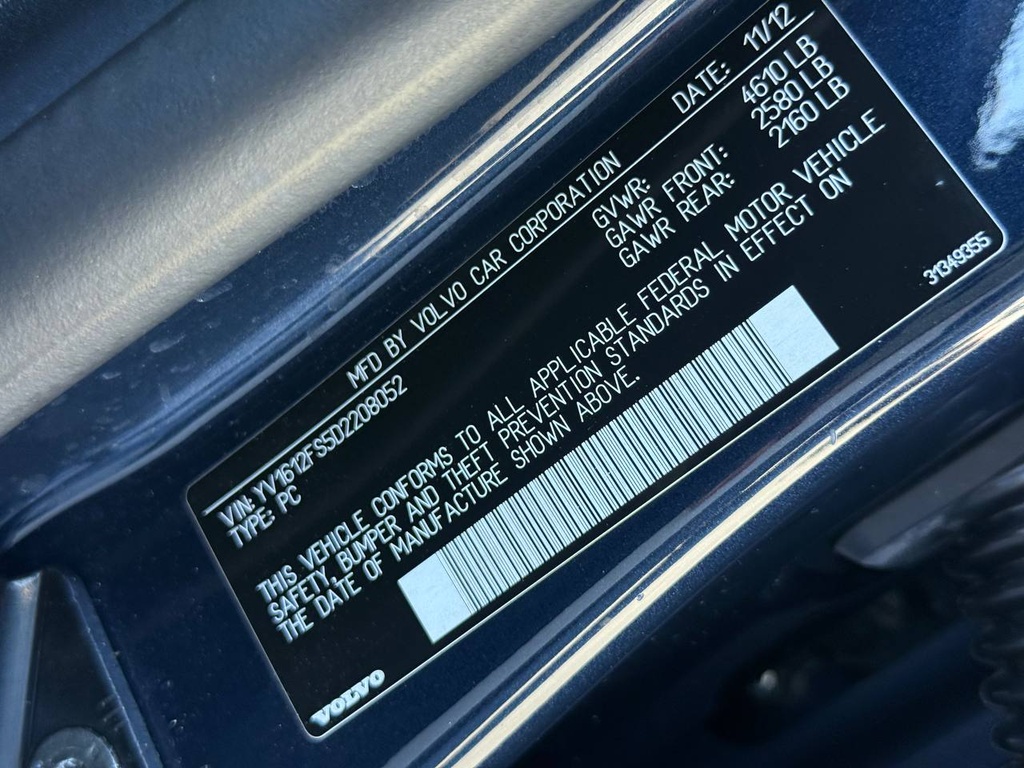 MFD BY VOLVO CAR CORPORATION DATE: 11/12
VIN: YV1612FS5D2208052 GVWR: 4610 LB
TYPE: PC GAWR FRONT: 2580 LB
GAWR REAR: 2160 LB
THIS VEHICLE CONFORMS TO ALL APPLICABLE FEDERAL MOTOR VEHICLE
SAFETY, BUMPER AND THEFT PREVENTION STANDARDS IN EFFECT ON
THE DATE OF MANUFACTURE SHOWN ABOVE.
VOLVO
31349355